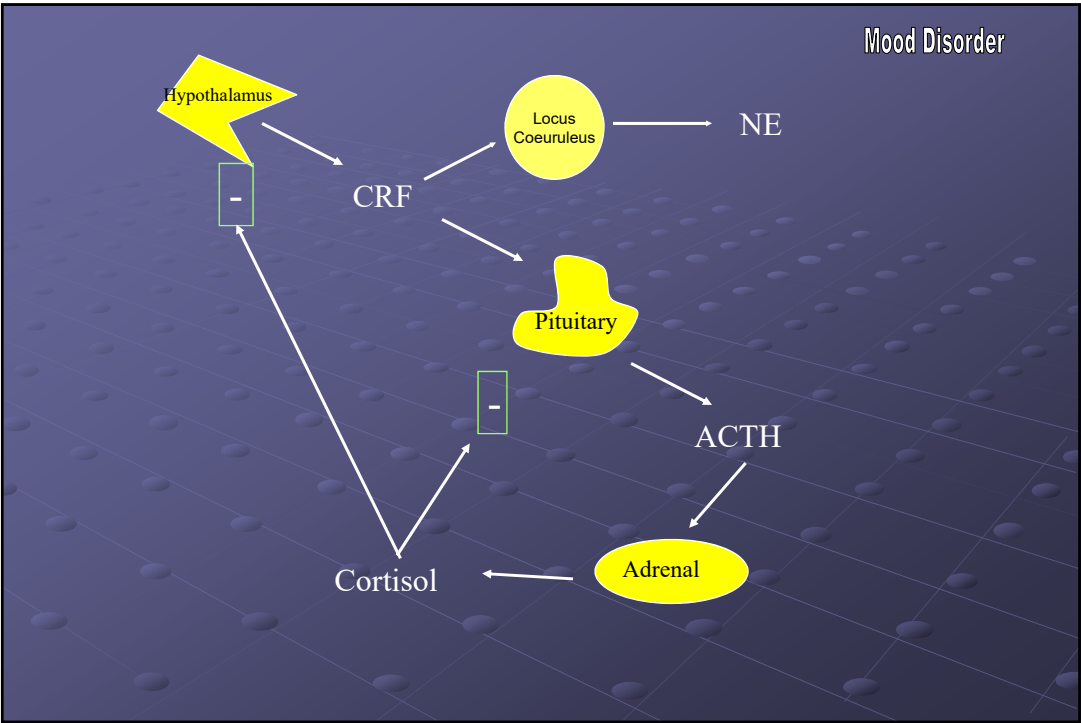 Mood Disorder
Hypothalamus
Locus
Coeuruleus
NE
CRF
-
Pituitary
-
ACTH
Adrenal
Cortisol